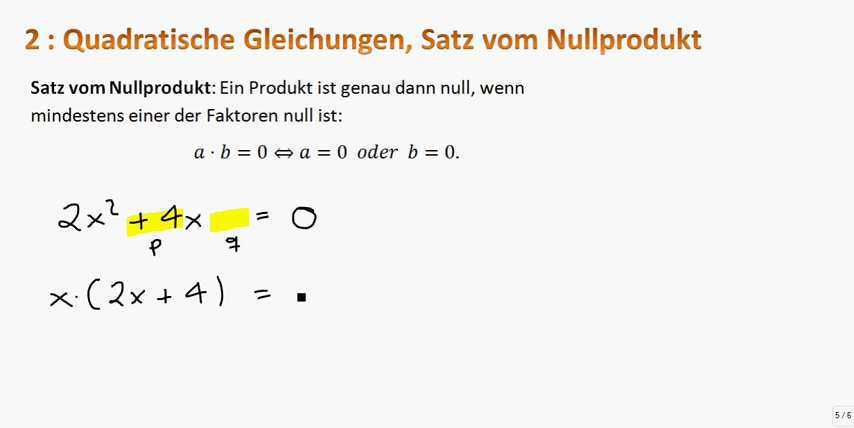 2 : Quadratische Gleichungen, Satz vom Nullprodukt
Satz vom Nullprodukt: Ein Produkt ist genau dann null, wenn
mindestens einer der Faktoren null ist:
a · b = 0 ⇔ a = 0 oder b = 0.
2x² + 4x = 0
p q
x·(2x + 4) =
5 / 6